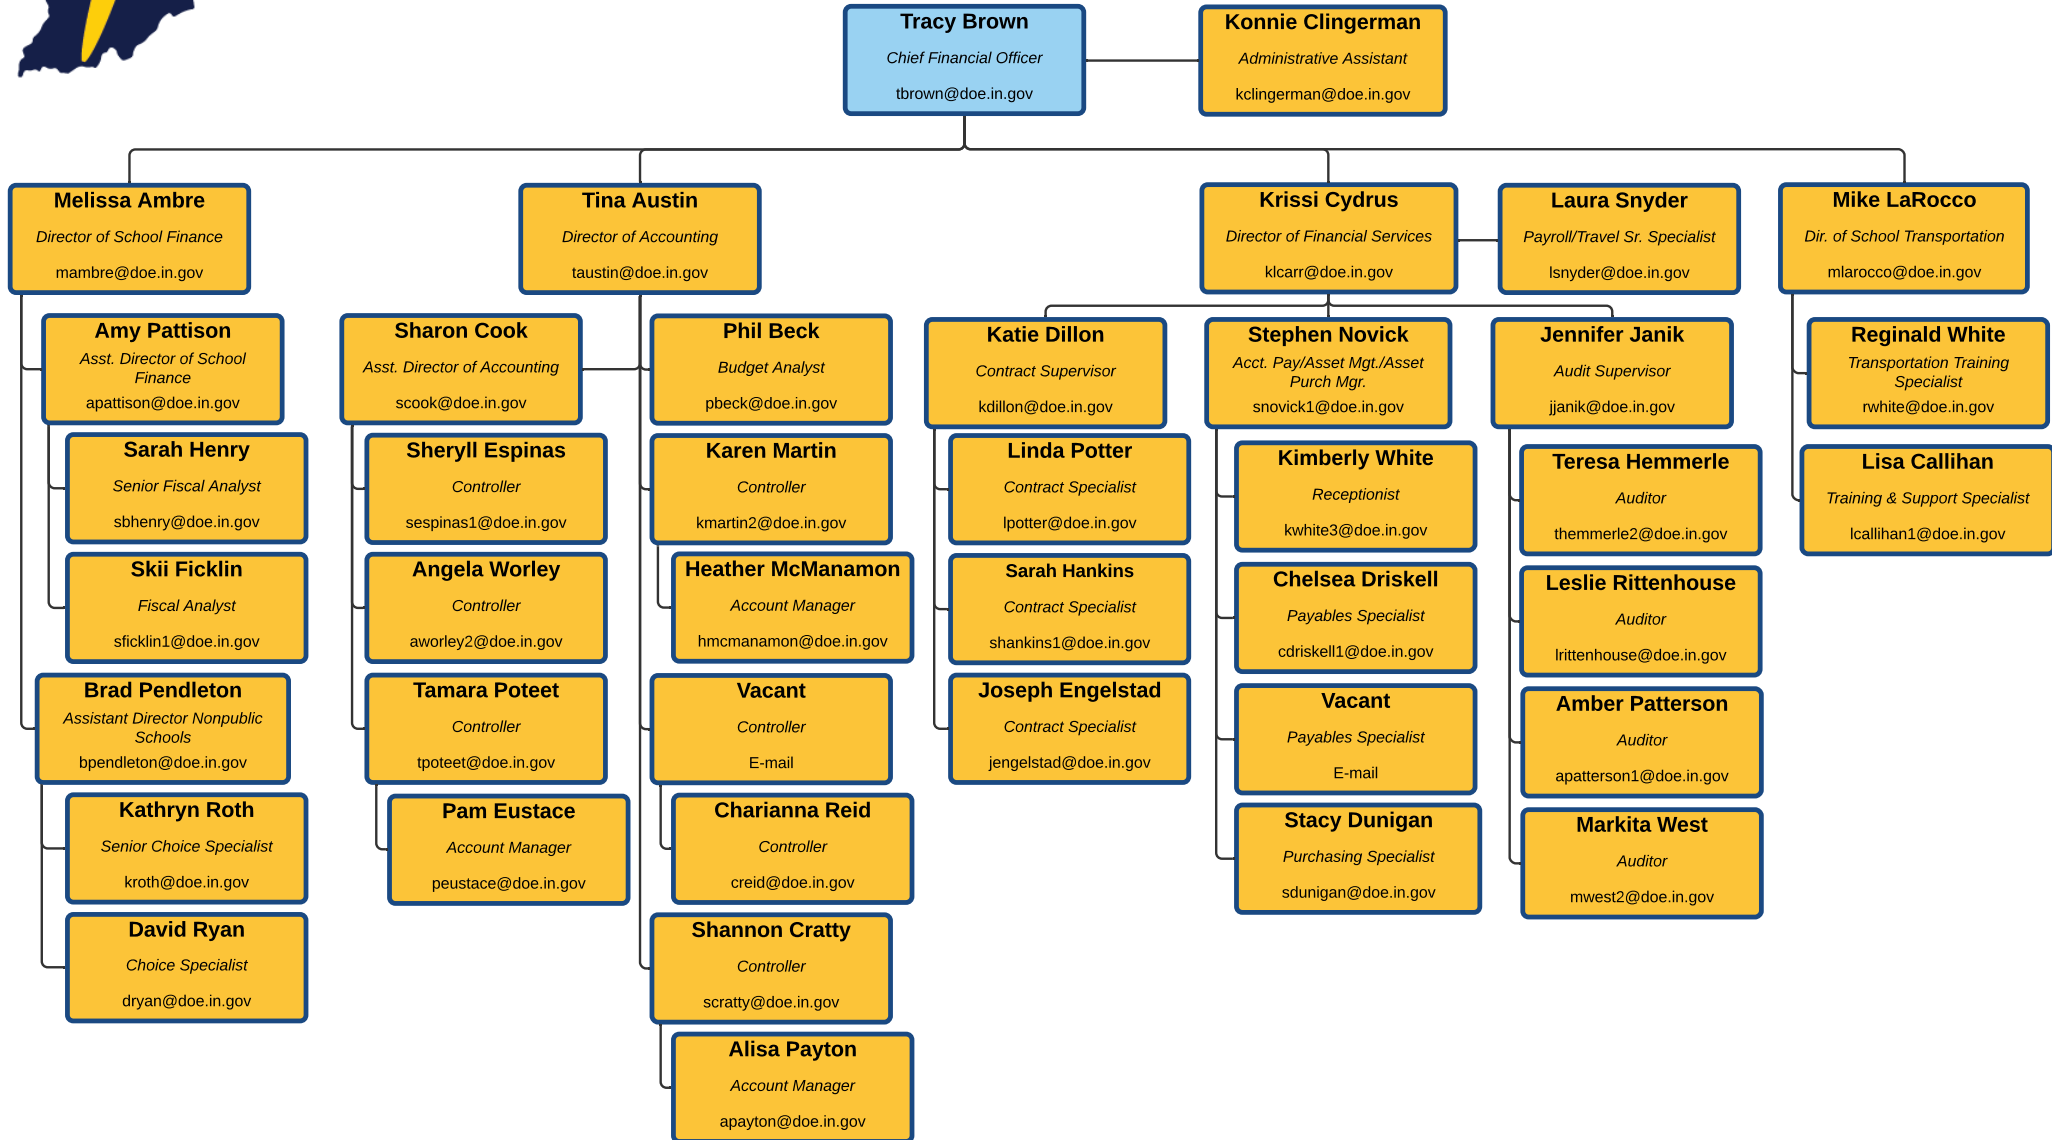 Tracy Brown
Chief Financial Officer
tbrown@doe.in.gov
Konnie Clingerman
Administrative Assistant
kclingerman@doe.in.gov
Melissa Ambre
Director of School Finance
mambre@doe.in.gov
Tina Austin
Director of Accounting
taustin@doe.in.gov
Krissi Cydrus
Director of Financial Services
klcarr@doe.in.gov
Laura Snyder
Payroll/Travel Sr. Specialist
lsnyder@doe.in.gov
Mike LaRocco
Dir. of School Transportation
mlarocco@doe.in.gov
Amy Pattison
Asst. Director of School
Finance
apattison@doe.in.gov
Sarah Henry
Senior Fiscal Analyst
sbhenry@doe.in.gov
Skii Ficklin
Fiscal Analyst
sficklin1@doe.in.gov
Brad Pendleton
Assistant Director Nonpublic
Schools
bpendleton@doe.in.gov
Kathryn Roth
Senior Choice Specialist
kroth@doe.in.gov
David Ryan
Choice Specialist
dryan@doe.in.gov
Sharon Cook
Asst. Director of Accounting
scook@doe.in.gov
Sheryll Espinas
Controller
sespinas1@doe.in.gov
Angela Worley
Controller
aworley2@doe.in.gov
Tamara Poteet
Controller
tpoteet@doe.in.gov
Pam Eustace
Account Manager
peustace@doe.in.gov
Phil Beck
Budget Analyst
pbeck@doe.in.gov
Karen Martin
Controller
kmartin2@doe.in.gov
Heather McManamon
Account Manager
hmcmanamon@doe.in.gov
Vacant
Controller
E-mail
Charianna Reid
Controller
creid@doe.in.gov
Shannon Cratty
Controller
scratty@doe.in.gov
Alisa Payton
Account Manager
apayton@doe.in.gov
Katie Dillon
Contract Supervisor
kdillon@doe.in.gov
Linda Potter
Contract Specialist
lpotter@doe.in.gov
Sarah Hankins
Contract Specialist
shankins1@doe.in.gov
Joseph Engelstad
Contract Specialist
jengelstad@doe.in.gov
Stephen Novick
Acct. Pay/Asset Mgt./Asset
Purch Mgr.
snovick1@doe.in.gov
Kimberly White
Receptionist
kwhite3@doe.in.gov
Chelsea Driskell
Payables Specialist
cdriskell1@doe.in.gov
Vacant
Payables Specialist
E-mail
Stacy Dunigan
Purchasing Specialist
sdunigan@doe.in.gov
Jennifer Janik
Audit Supervisor
jjanik@doe.in.gov
Teresa Hemmerle
Auditor
themmerle2@doe.in.gov
Leslie Rittenhouse
Auditor
lrittenhouse@doe.in.gov
Amber Patterson
Auditor
apatterson1@doe.in.gov
Markita West
Auditor
mwest2@doe.in.gov
Reginald White
Transportation Training
Specialist
rwhite@doe.in.gov
Lisa Callihan
Training & Support Specialist
lcallihan1@doe.in.gov